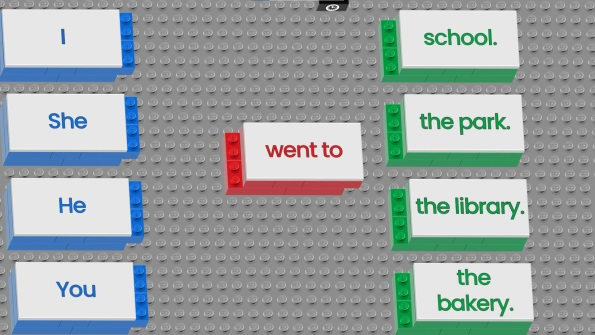 I
She
He
You
went to
school.
the park.
the library.
the
bakery.